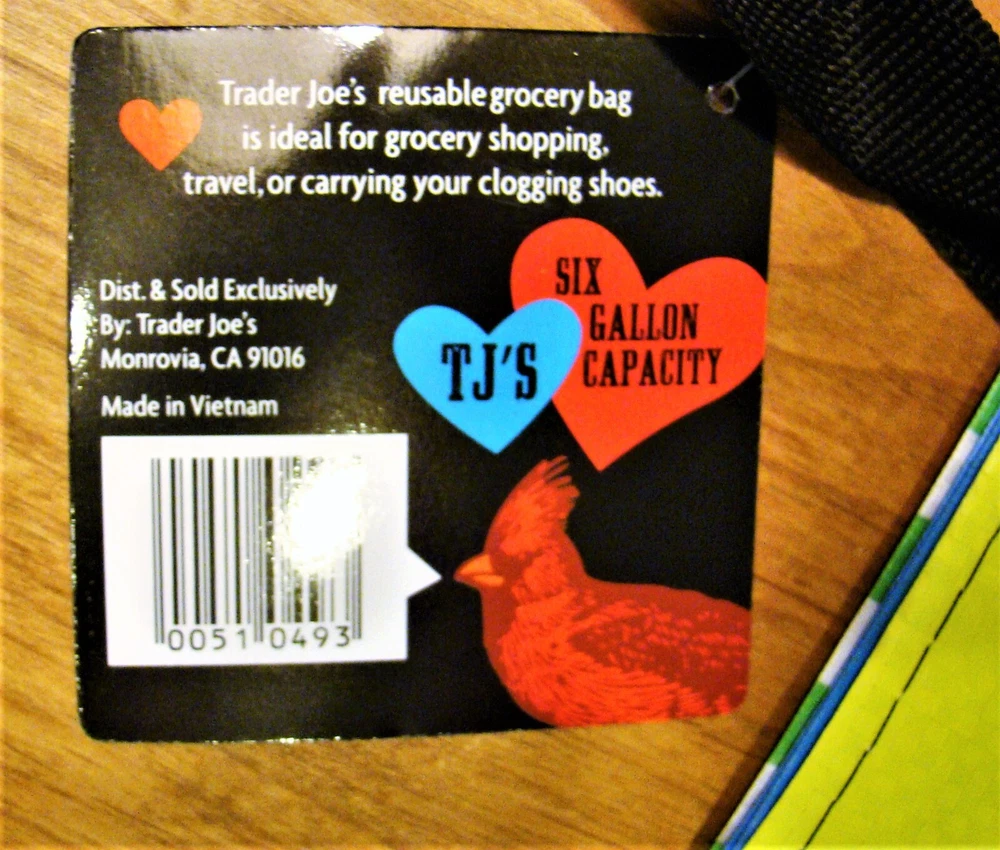 Trader Joe's reusable grocery bag
is ideal for grocery shopping,
travel, or carrying your clogging shoes.
Dist. & Sold Exclusively
By: Trader Joe's
Monrovia, CA 91016
Made in Vietnam
SIX
GALLON
CAPACITY
TJ'S
0051 0493